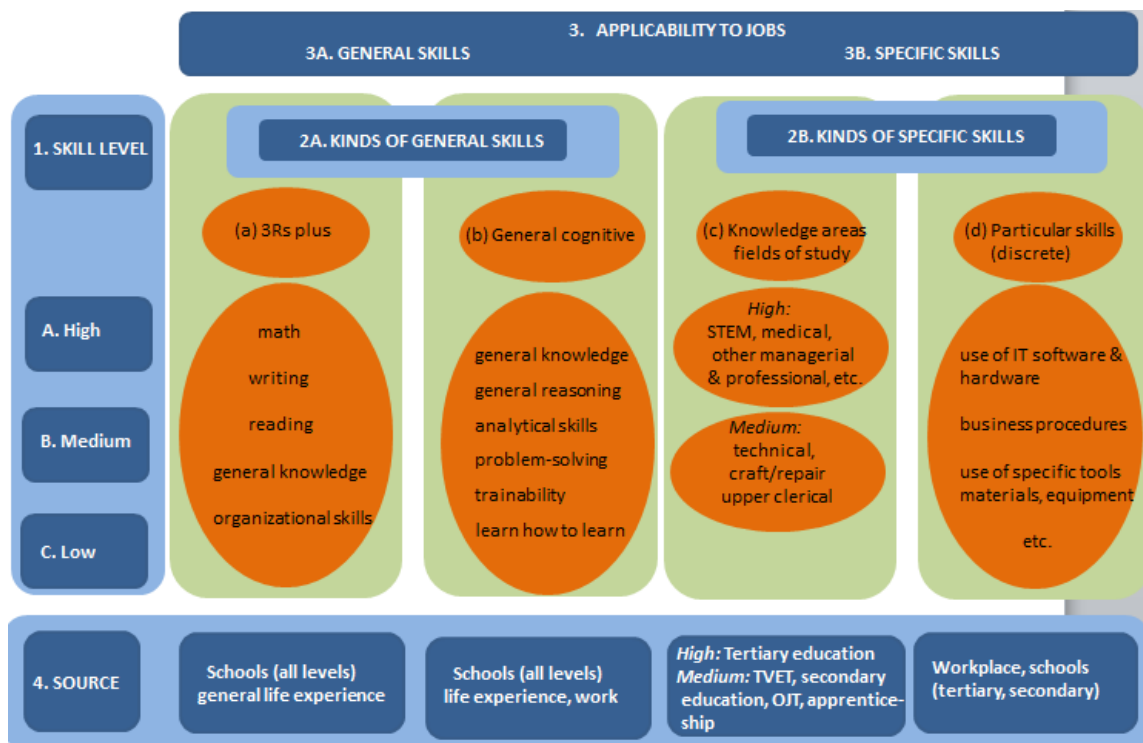 3. APPLICABILITY TO JOBS
3A. GENERAL SKILLS
3B. SPECIFIC SKILLS
1. SKILL LEVEL
2A. KINDS OF GENERAL SKILLS
2B. KINDS OF SPECIFIC SKILLS
(a) 3Rs plus
(b) General cognitive
(c) Knowledge areas
fields of study
(d) Particular skills
(discrete)
A. High
B. Medium
C. Low
math
writing
reading
general knowledge
organizational skills
general knowledge
general reasoning
analytical skills
problem-solving
trainability
learn how to learn
High:
STEM, medical,
other managerial
& professional, etc.
Medium:
technical,
craft/repair
upper clerical
use of IT software &
hardware
business procedures
use of specific tools
materials, equipment
etc.
4. SOURCE
Schools (all levels)
general life experience
Schools (all levels)
life experience, work
High: Tertiary education
Medium: TVET, secondary
education, OJT, apprentice-
ship
Workplace, schools
(tertiary, secondary)